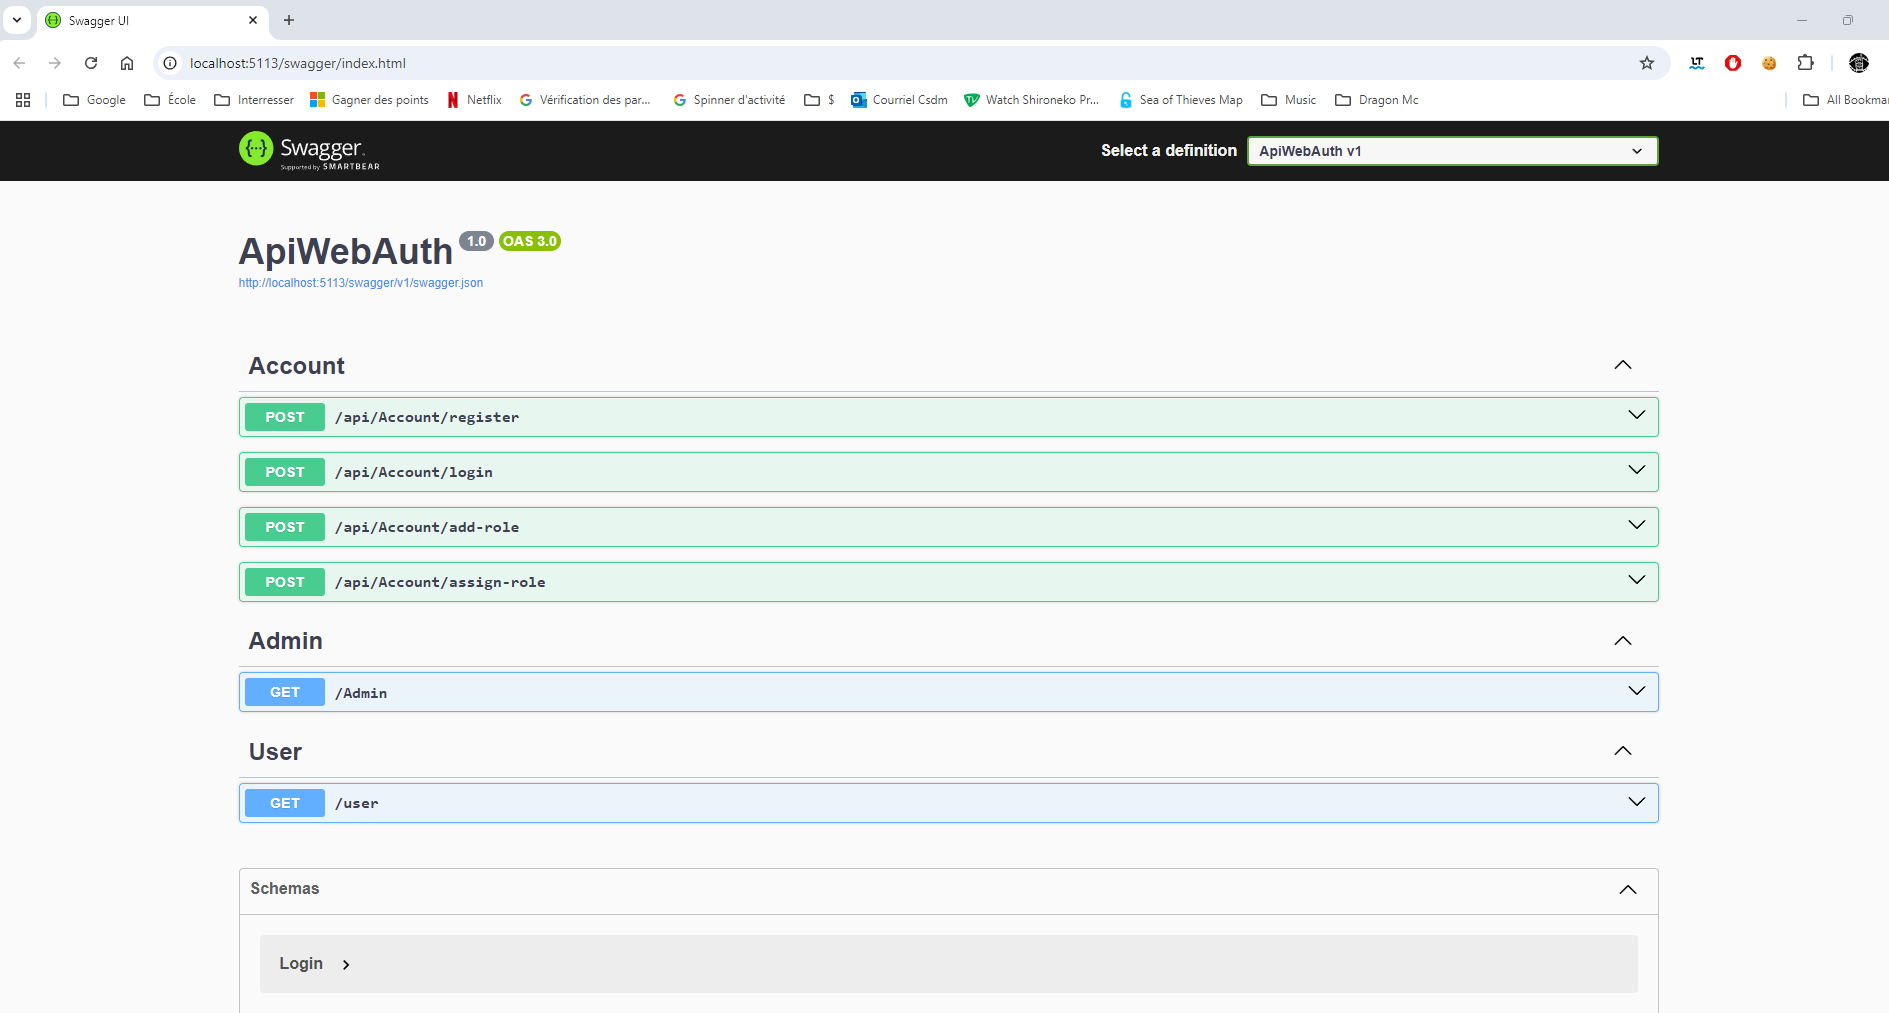 Swagger UI
localhost:5113/swagger/index.html
LT
Google
École
Interresser
Gagner des points
Netflix
Vérification des par...
Spinner d'activité
$
Courriel Csdm
Watch Shironeko Pr...
Sea of Thieves Map
Music
Dragon Mc
All Bookma
Swagger
Supported by SMARTBEAR
Select a definition
ApiWebAuth v1
ApiWebAuth 1.0 OAS 3.0
http://localhost:5113/swagger/v1/swagger.json
Account
POST /api/Account/register
POST /api/Account/login
POST /api/Account/add-role
POST /api/Account/assign-role
Admin
GET /Admin
User
GET /user
Schemas
Login